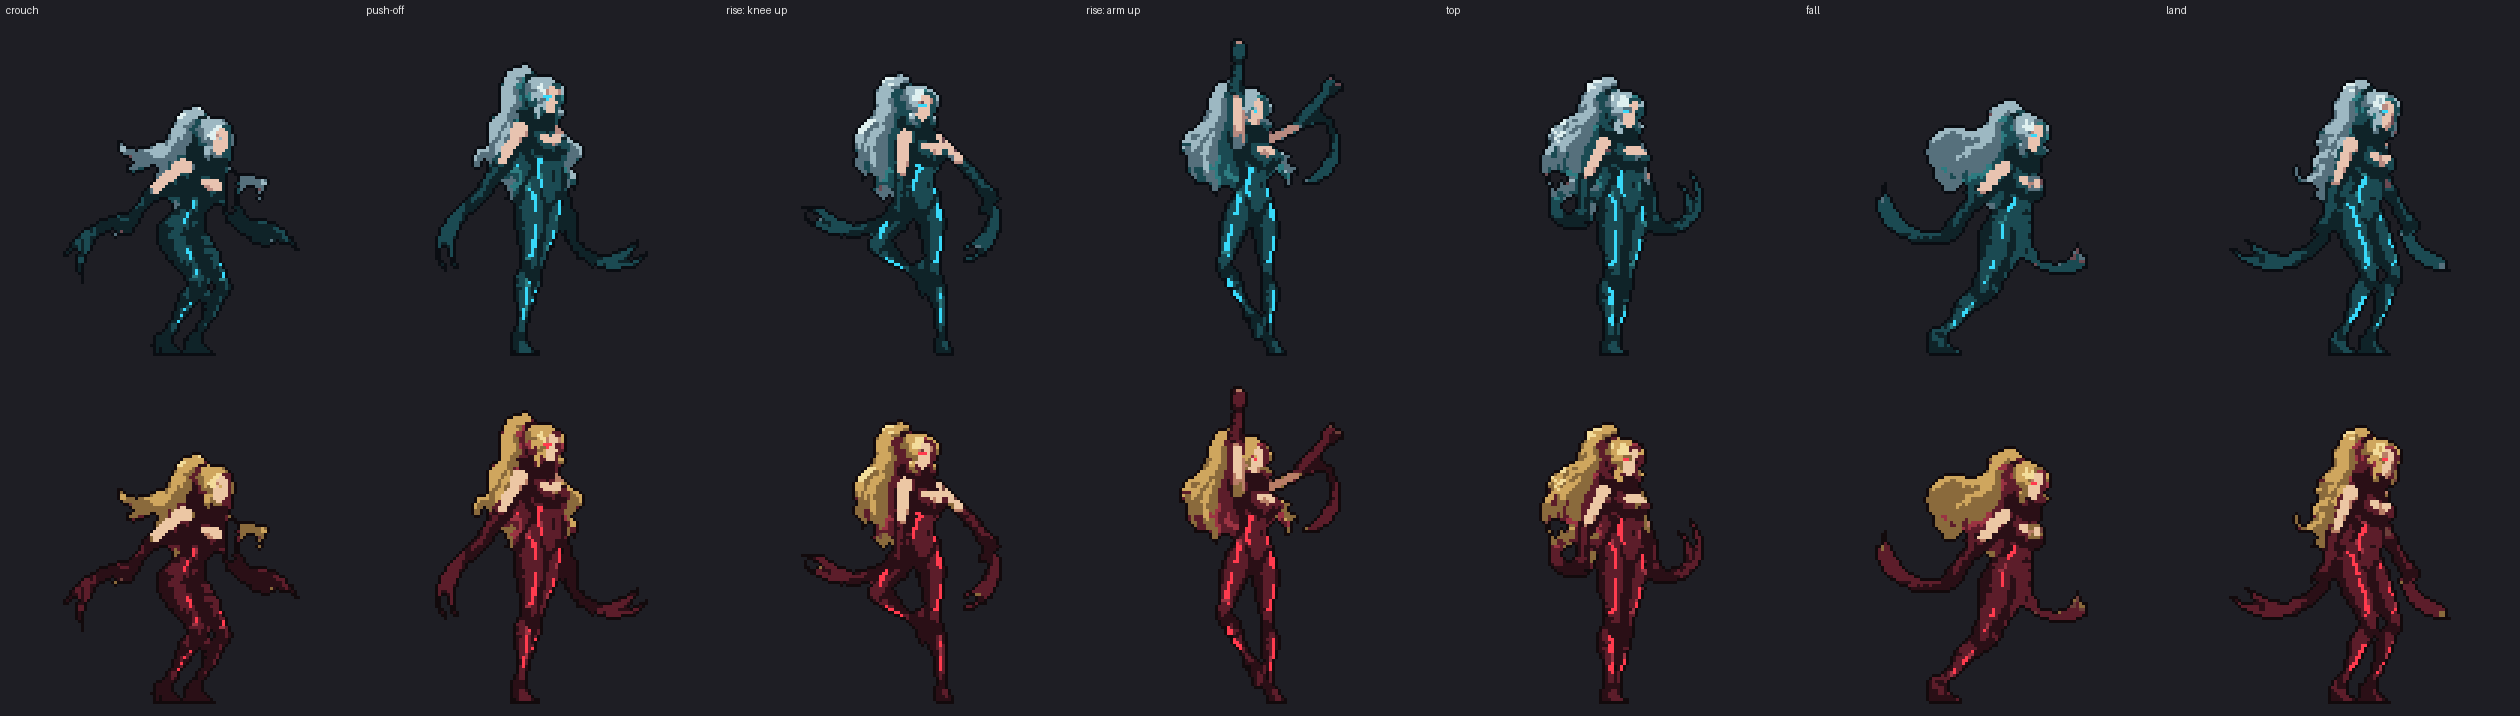 crouch
push-off
rise: knee up
rise: arm up
top
fall
land